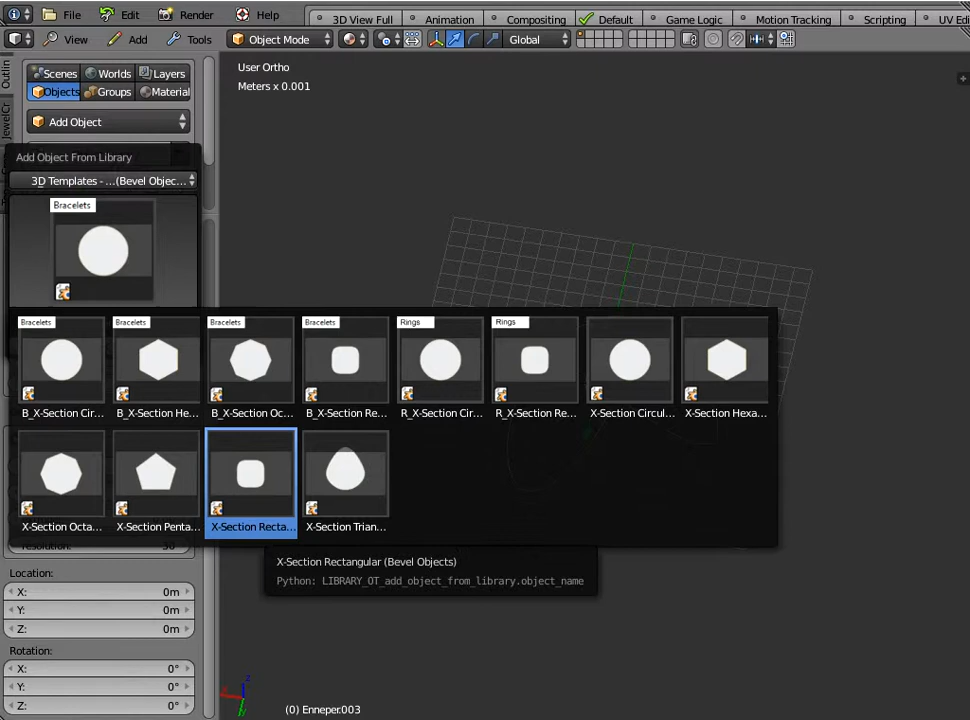 File Edit Render Help 3D View Full Animation Compositing Default Game Logic Motion Tracking Scripting UV Edi
View Add Tools Object Mode Global
Outlin
JewelCr
Scenes Worlds Layers
Objects Groups Material
Add Object
User Ortho
Meters x 0.001
Add Object From Library
3D Templates - ...(Bevel Objec...
Bracelets
Bracelets Bracelets Bracelets Bracelets Rings Rings
B_X-Section Cir... B_X-Section He... B_X-Section Oc... B_X-Section Re... R_X-Section Cir... R_X-Section Re... X-Section Circul... X-Section Hexa...
X-Section Octa... X-Section Penta... X-Section Recta... X-Section Trian...
Resolution: 30
X-Section Rectangular (Bevel Objects)
Python: LIBRARY_OT_add_object_from_library.object_name
Location:
X: 0m
Y: 0m
Z: 0m
Rotation:
X: 0°
Y: 0°
Z: 0°
z
(0) Enneper.003